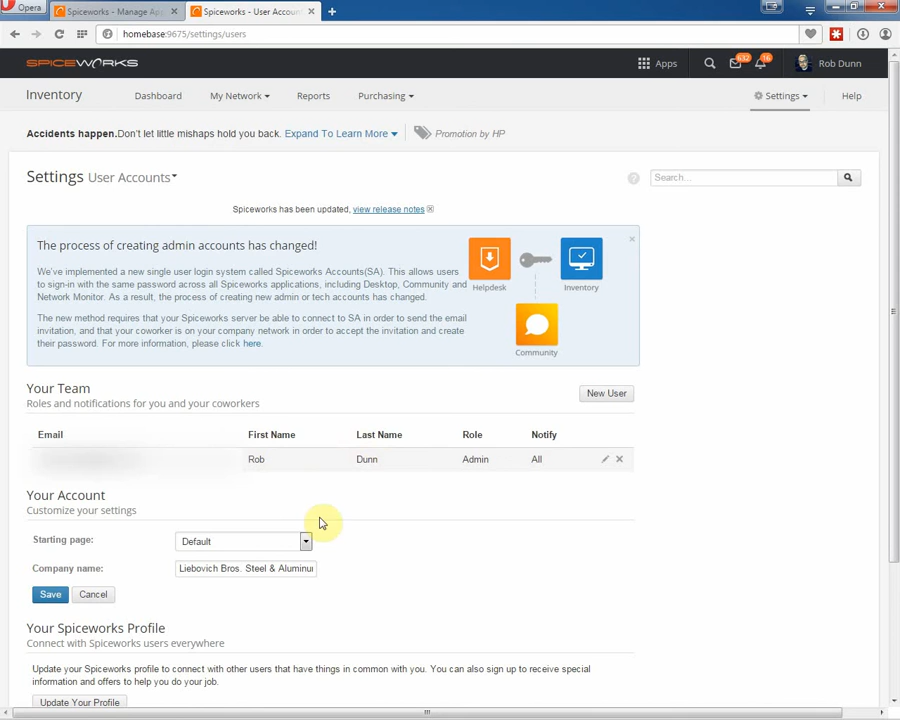 Opera
Spiceworks - Manage App
Spiceworks - User Accoun
homebase:9675/settings/users
SPICEWORKS
Apps
632
16
Rob Dunn
Inventory
Dashboard
My Network
Reports
Purchasing
Settings
Help
Accidents happen.Don't let little mishaps hold you back. Expand To Learn More
Promotion by HP
Settings User Accounts
?
Search...
Spiceworks has been updated, view release notes
The process of creating admin accounts has changed!
We've implemented a new single user login system called Spiceworks Accounts(SA). This allows users
to sign-in with the same password across all Spiceworks applications, including Desktop, Community and
Network Monitor. As a result, the process of creating new admin or tech accounts has changed.
The new method requires that your Spiceworks server be able to connect to SA in order to send the email
invitation, and that your coworker is on your company network in order to accept the invitation and create
their password. For more information, please click here.
Helpdesk
Inventory
Community
Your Team
New User
Roles and notifications for you and your coworkers
Email First Name Last Name Role Notify
Rob Dunn Admin All
Your Account
Customize your settings
Starting page: Default
Company name: Liebovich Bros. Steel & Aluminu
Save Cancel
Your Spiceworks Profile
Connect with Spiceworks users everywhere
Update your Spiceworks profile to connect with other users that have things in common with you. You can also sign up to receive special
information and offers to help you do your job.
Update Your Profile